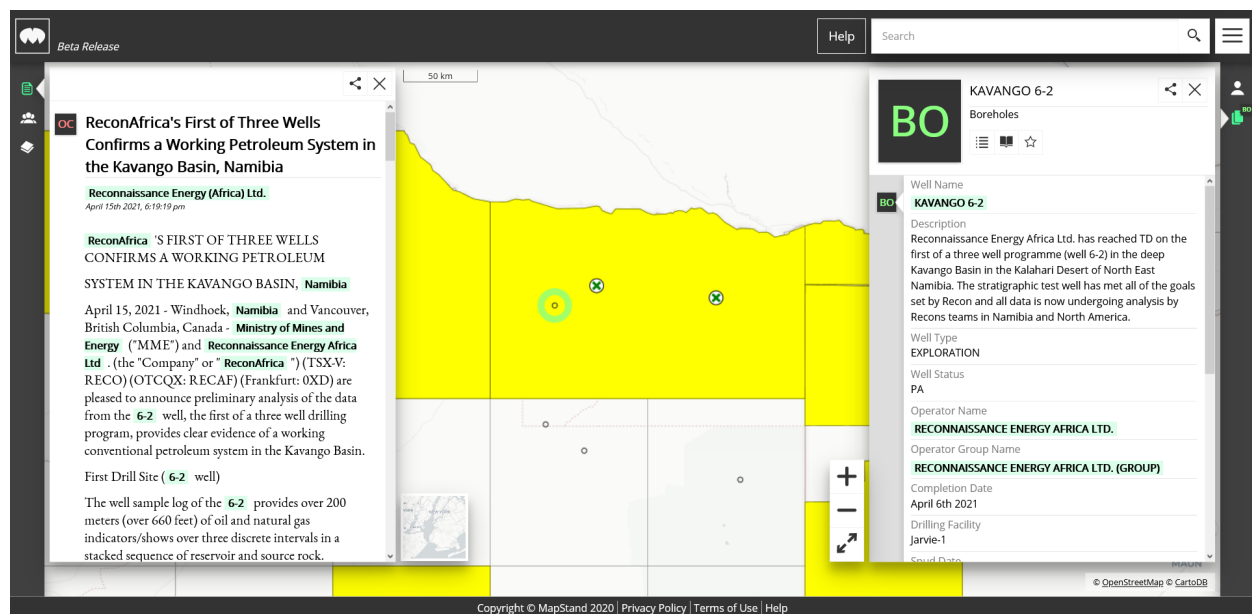 Beta Release
Help
Search
50 km
OC
ReconAfrica's First of Three Wells
Confirms a Working Petroleum System in
the Kavango Basin, Namibia
Reconnaissance Energy (Africa) Ltd.
April 15th 2021, 6:19:19 pm
ReconAfrica 'S FIRST OF THREE WELLS
CONFIRMS A WORKING PETROLEUM
SYSTEM IN THE KAVANGO BASIN, Namibia
April 15, 2021 - Windhoek, Namibia and Vancouver,
British Columbia, Canada - Ministry of Mines and
Energy ("MME") and Reconnaissance Energy Africa
Ltd . (the "Company" or " ReconAfrica ") (TSX-V:
RECO) (OTCQX: RECAF) (Frankfurt: 0XD) are
pleased to announce preliminary analysis of the data
from the 6-2 well, the first of a three well drilling
program, provides clear evidence of a working
conventional petroleum system in the Kavango Basin.
First Drill Site ( 6-2 well)
The well sample log of the 6-2 provides over 200
meters (over 660 feet) of oil and natural gas
indicators/shows over three discrete intervals in a
stacked sequence of reservoir and source rock.
BO
KAVANGO 6-2
Boreholes
BO
BO
Well Name
KAVANGO 6-2
Description
Reconnaissance Energy Africa Ltd. has reached TD on the
first of a three well programme (well 6-2) in the deep
Kavango Basin in the Kalahari Desert of North East
Namibia. The stratigraphic test well has met all of the goals
set by Recon and all data is now undergoing analysis by
Recons teams in Namibia and North America.
Well Type
EXPLORATION
Well Status
PA
Operator Name
RECONNAISSANCE ENERGY AFRICA LTD.
Operator Group Name
RECONNAISSANCE ENERGY AFRICA LTD. (GROUP)
Completion Date
April 6th 2021
Drilling Facility
Jarvie-1
Spud Date
MAUN
© OpenStreetMap © CartoDB
Copyright © MapStand 2020 | Privacy Policy | Terms of Use | Help